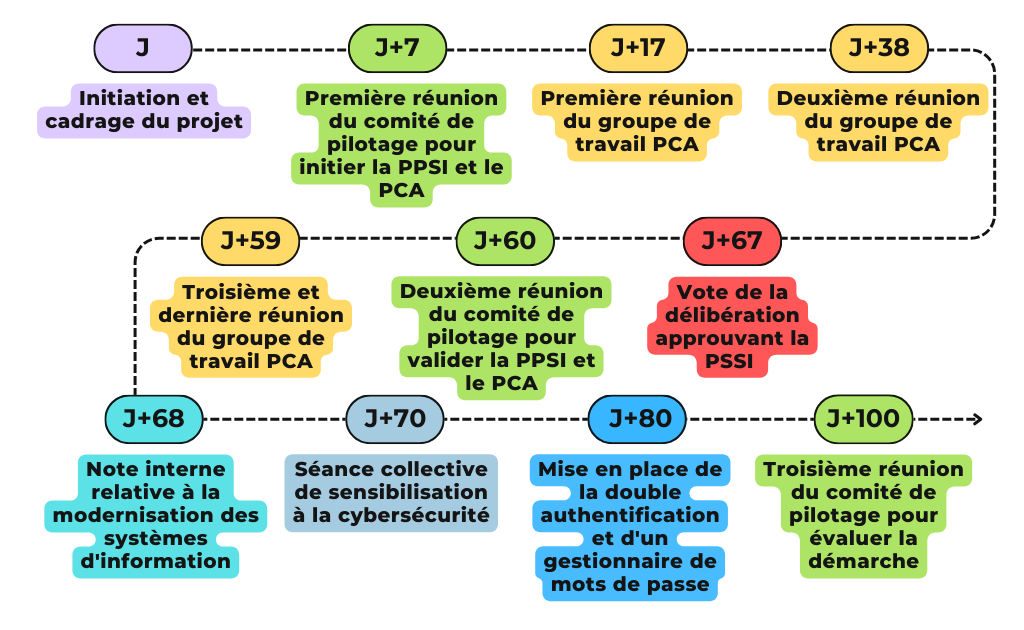 J
Initiation et
cadrage du projet
J+7
Première réunion
du comité de
pilotage pour
initier la PPSI et le
PCA
J+17
Première réunion
du groupe de
travail PCA
J+38
Deuxième réunion
du groupe de
travail PCA
J+59
Troisième et
dernière réunion
du groupe de
travail PCA
J+60
Deuxième réunion
du comité de
pilotage pour
valider la PPSI et
le PCA
J+67
Vote de la
délibération
approuvant la
PSSI
J+68
Note interne
relative à la
modernisation des
systèmes
d'information
J+70
Séance collective
de sensibilisation
à la cybersécurité
J+80
Mise en place de
la double
authentification
et d'un
gestionnaire de
mots de passe
J+100
Troisième réunion
du comité de
pilotage pour
évaluer la
démarche